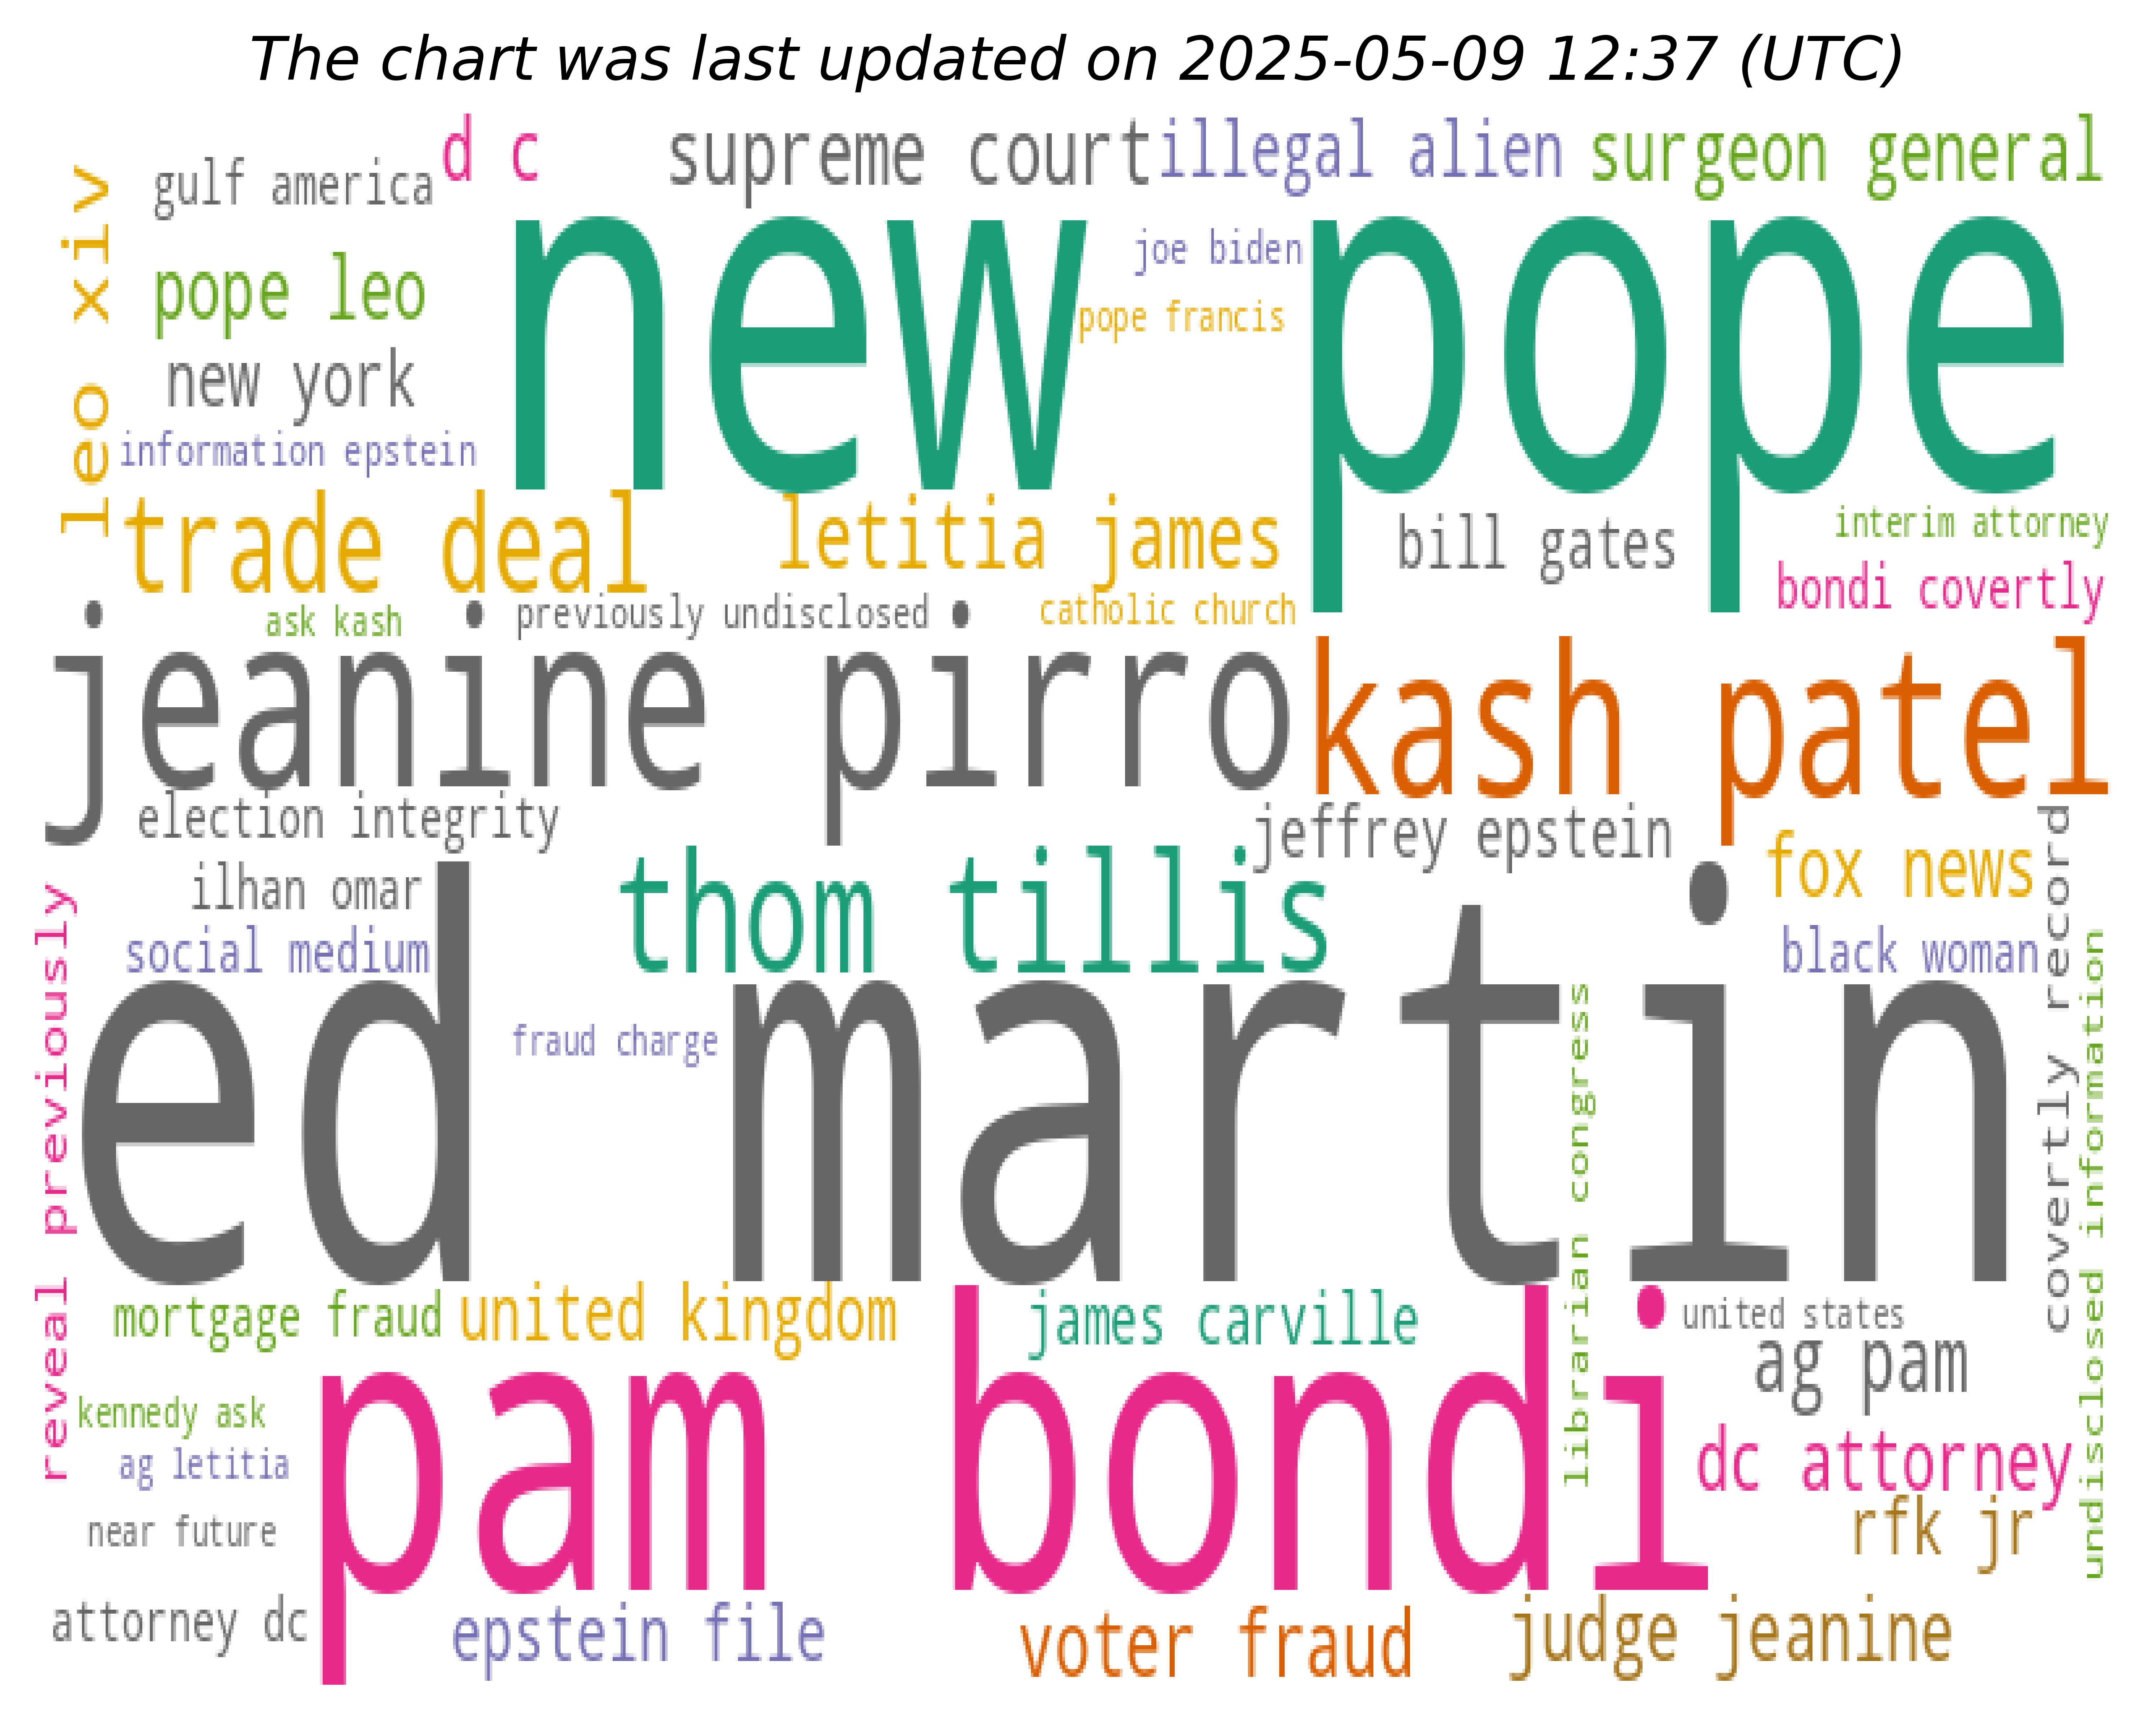 The chart was last updated on 2025-05-09 12:37 (UTC)
d c
supreme court
illegal alien
surgeon general
gulf america
leo xiv
new pope
joe biden
pope leo
pope francis
new york
information epstein
trade deal
letitia james
bill gates
interim attorney
bondi covertly
ask kash
previously undisclosed
catholic church
jeanine pirro
kash patel
election integrity
jeffrey epstein
thom tillis
fox news
ilhan omar
social medium
black woman
covertly record
reveal previously
undisclosed information
ed martin
fraud charge
librarian congress
mortgage fraud
united kingdom
james carville
united states
ag pam
pam bondi
kennedy ask
ag letitia
dc attorney
near future
rfk jr
attorney dc
epstein file
voter fraud
judge jeanine